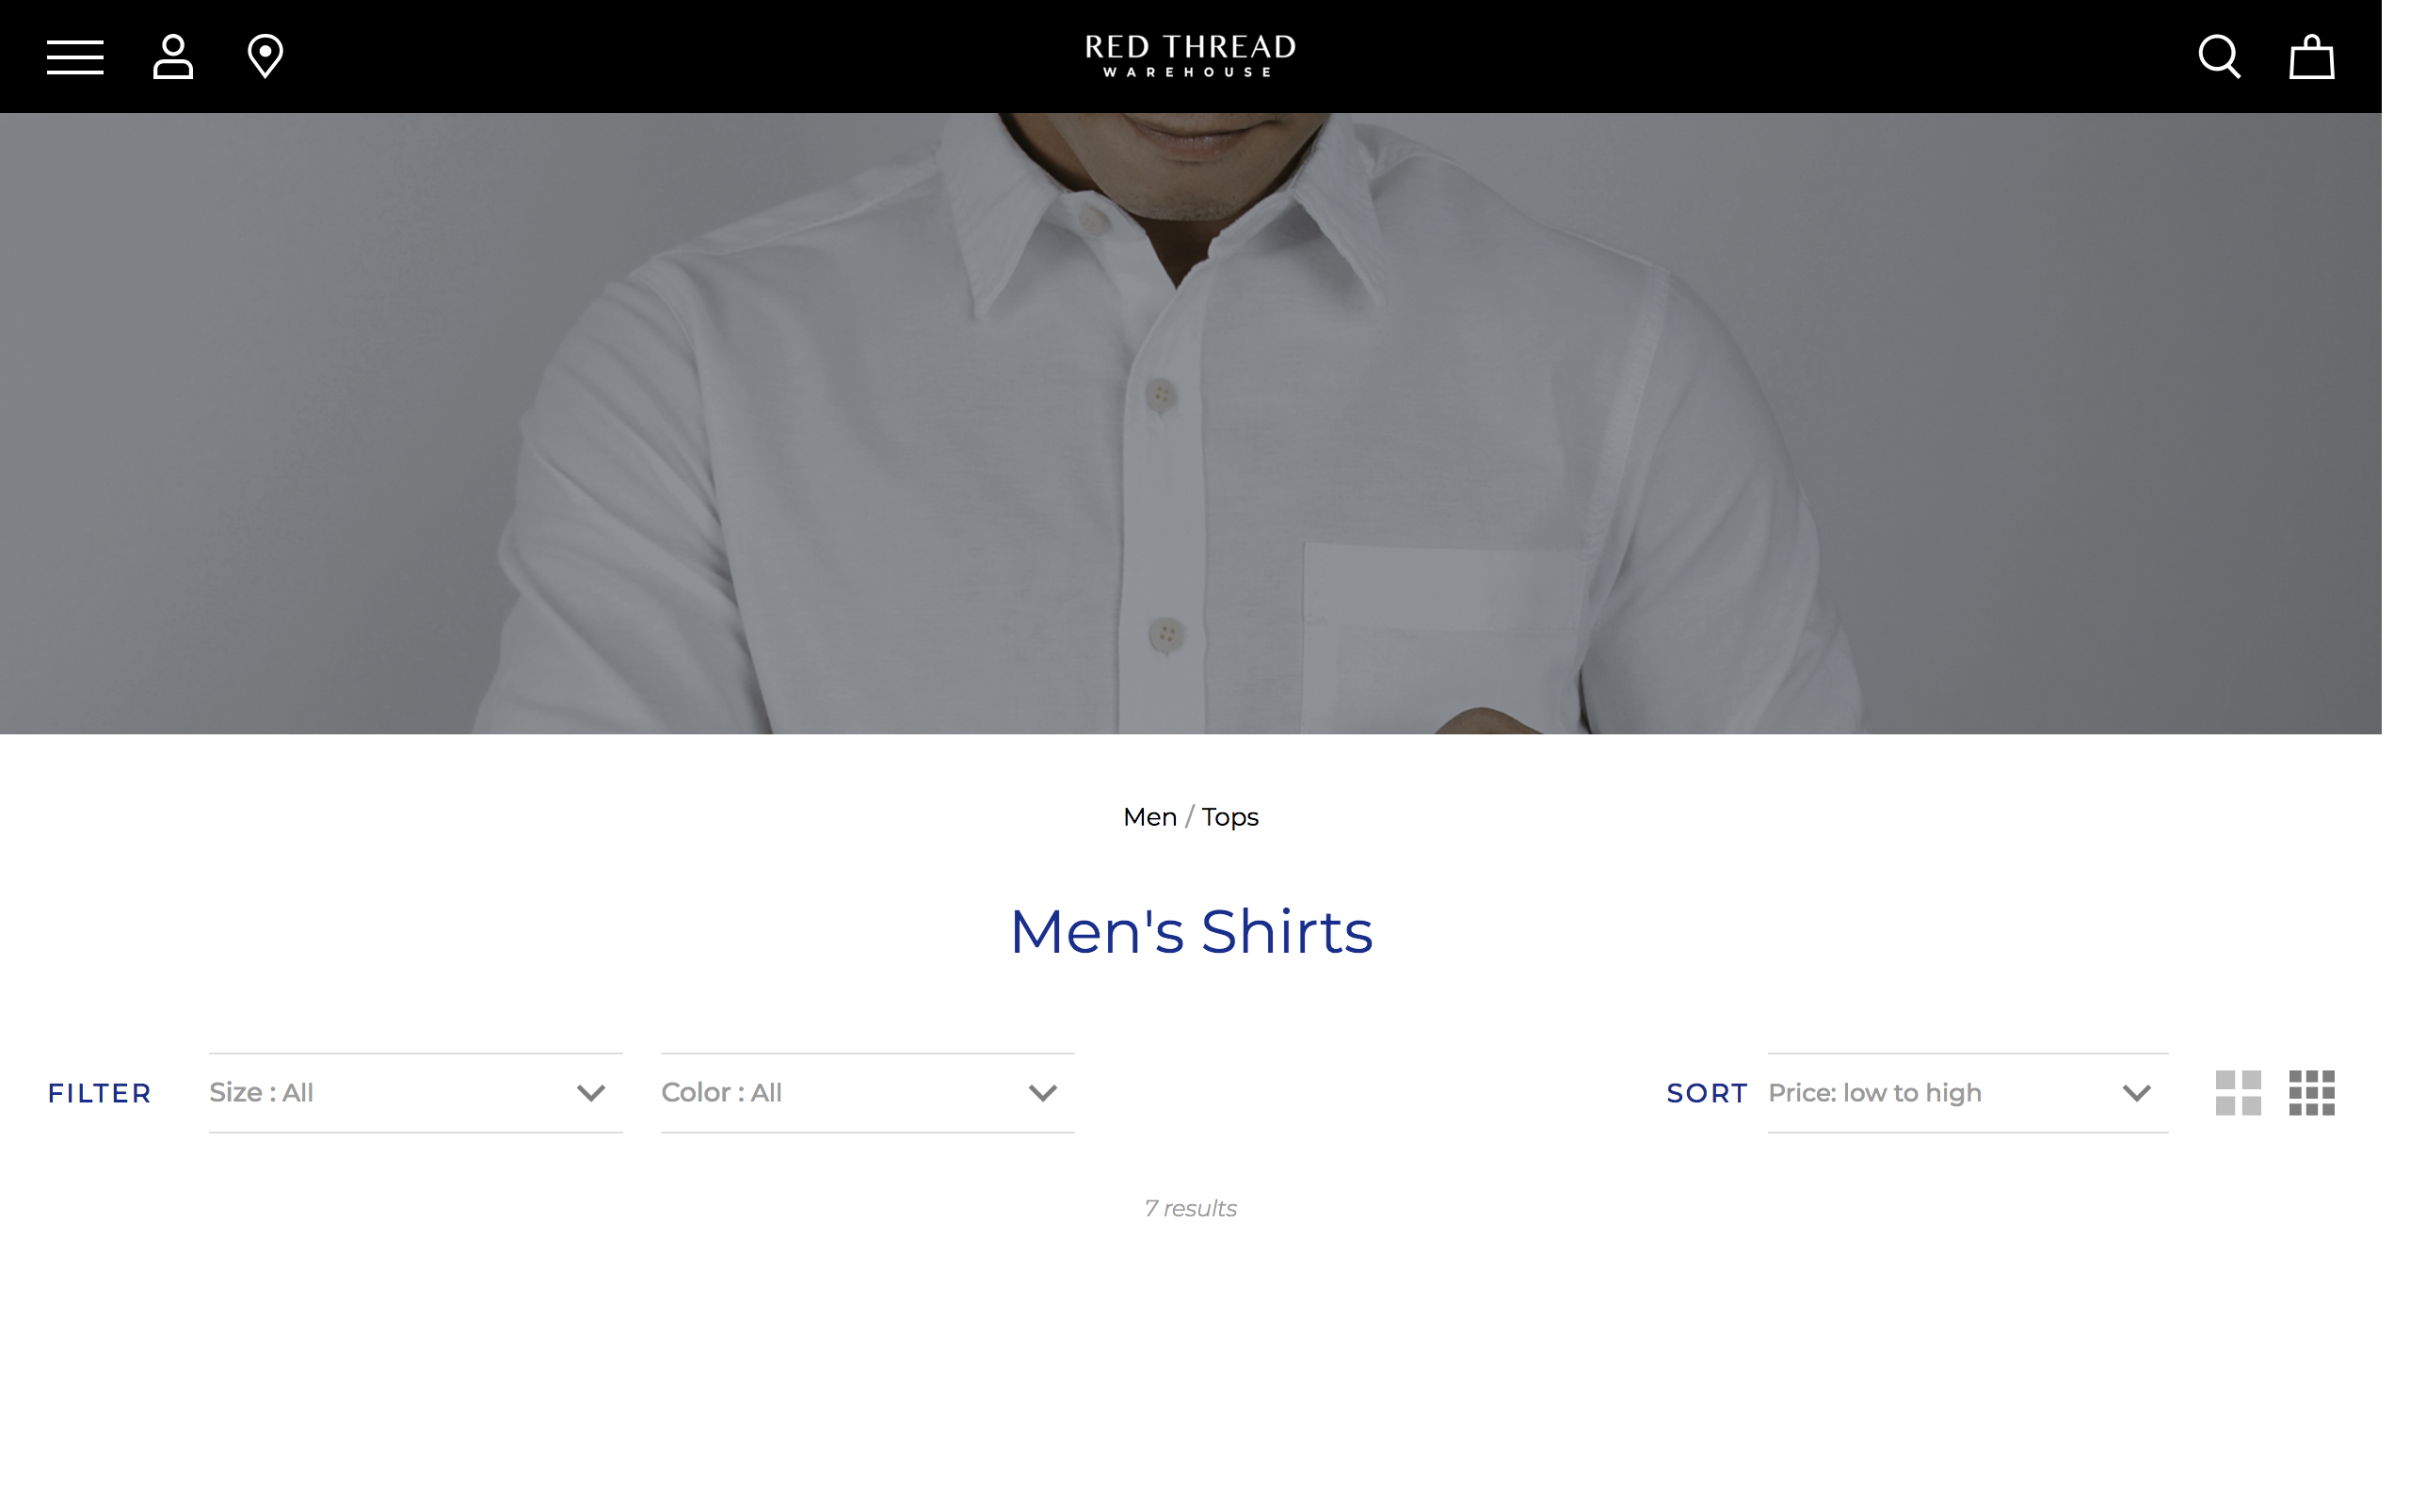 RED THREAD
WAREHOUSE
Men / Tops
Men's Shirts
FILTER
Size : All
Color : All
SORT
Price: low to high
7 results